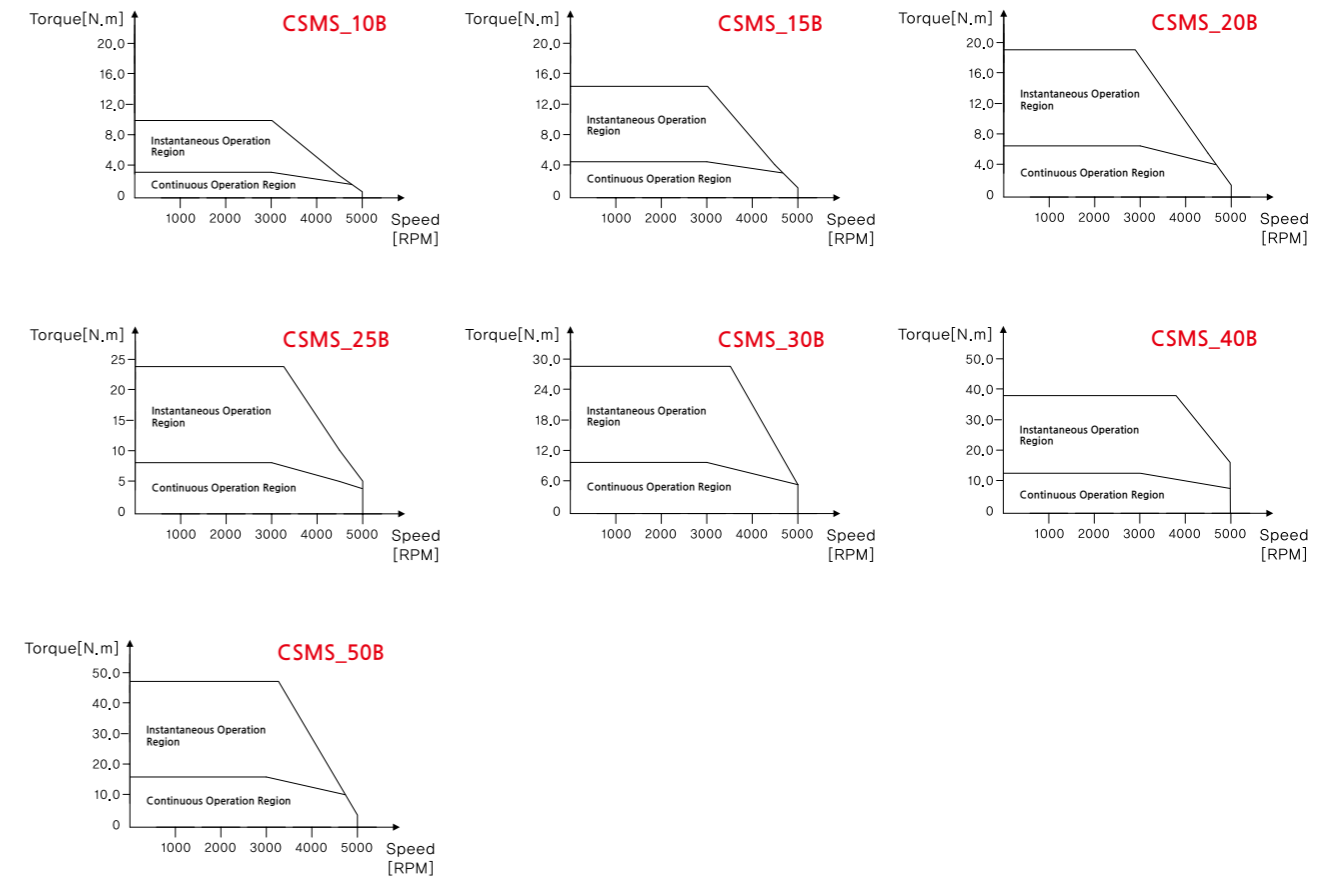 Torque[N.m]
CSMS_10B
20.0
16.0
12.0
8.0
4.0
0
Instantaneous Operation
Region
Continuous Operation Region
1000 2000 3000 4000 5000 Speed
[RPM]
Torque[N.m]
CSMS_15B
20.0
16.0
12.0
8.0
4.0
0
Instantaneous Operation
Region
Continuous Operation Region
1000 2000 3000 4000 5000 Speed
[RPM]
Torque[N.m]
CSMS_20B
20.0
16.0
12.0
8.0
4.0
0
Instantaneous Operation
Region
Continuous Operation Region
1000 2000 3000 4000 5000 Speed
[RPM]
Torque[N.m]
CSMS_25B
25
20
15
10
5
0
Instantaneous Operation
Region
Continuous Operation Region
1000 2000 3000 4000 5000 Speed
[RPM]
Torque[N.m]
CSMS_30B
30.0
24.0
18.0
12.0
6.0
0
Instantaneous Operation
Region
Continuous Operation Region
1000 2000 3000 4000 5000 Speed
[RPM]
Torque[N.m]
CSMS_40B
50.0
40.0
30.0
20.0
10.0
0
Instantaneous Operation
Region
Continuous Operation Region
1000 2000 3000 4000 5000 Speed
[RPM]
Torque[N.m]
CSMS_50B
50.0
40.0
30.0
20.0
10.0
0
Instantaneous Operation
Region
Continuous Operation Region
1000 2000 3000 4000 5000 Speed
[RPM]